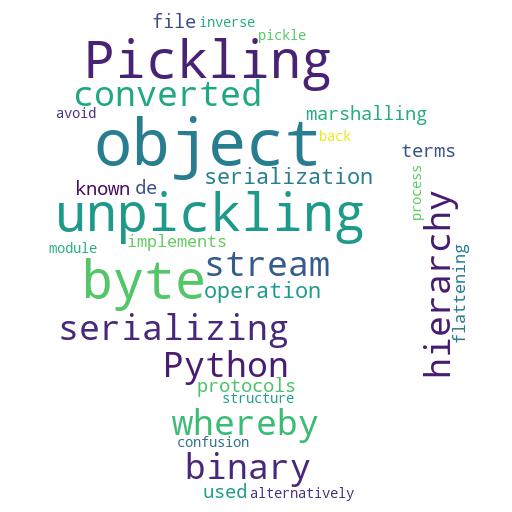 file inverse
pickle
Pickling
converted
avoid
marshalling
object
back
terms
serialization
process
known de
unpickling
hierarchy
implements
module
flattening
stream
byte
operation
serializing
Python
protocols
structure
whereby
confusion
binary
used alternatively